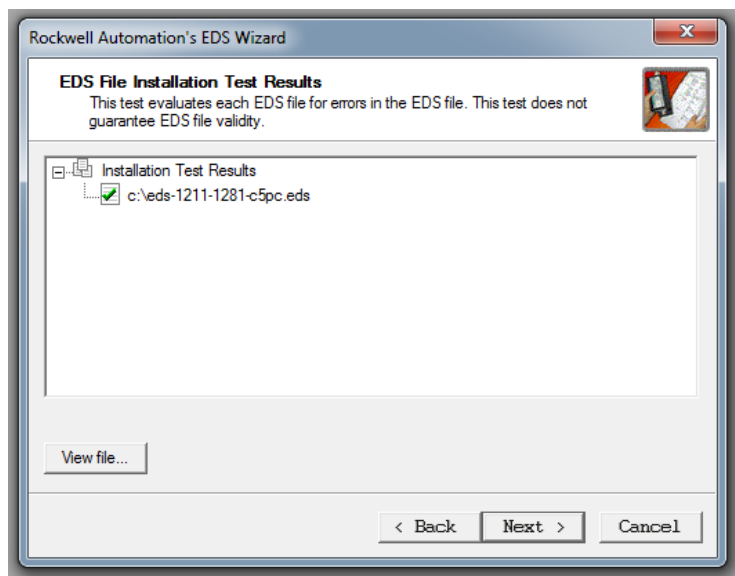 Rockwell Automation's EDS Wizard
EDS File Installation Test Results
This test evaluates each EDS file for errors in the EDS file. This test does not
guarantee EDS file validity.
Installation Test Results
c:\eds-1211-1281-c5pc.eds
View file...
< Back
Next >
Cancel